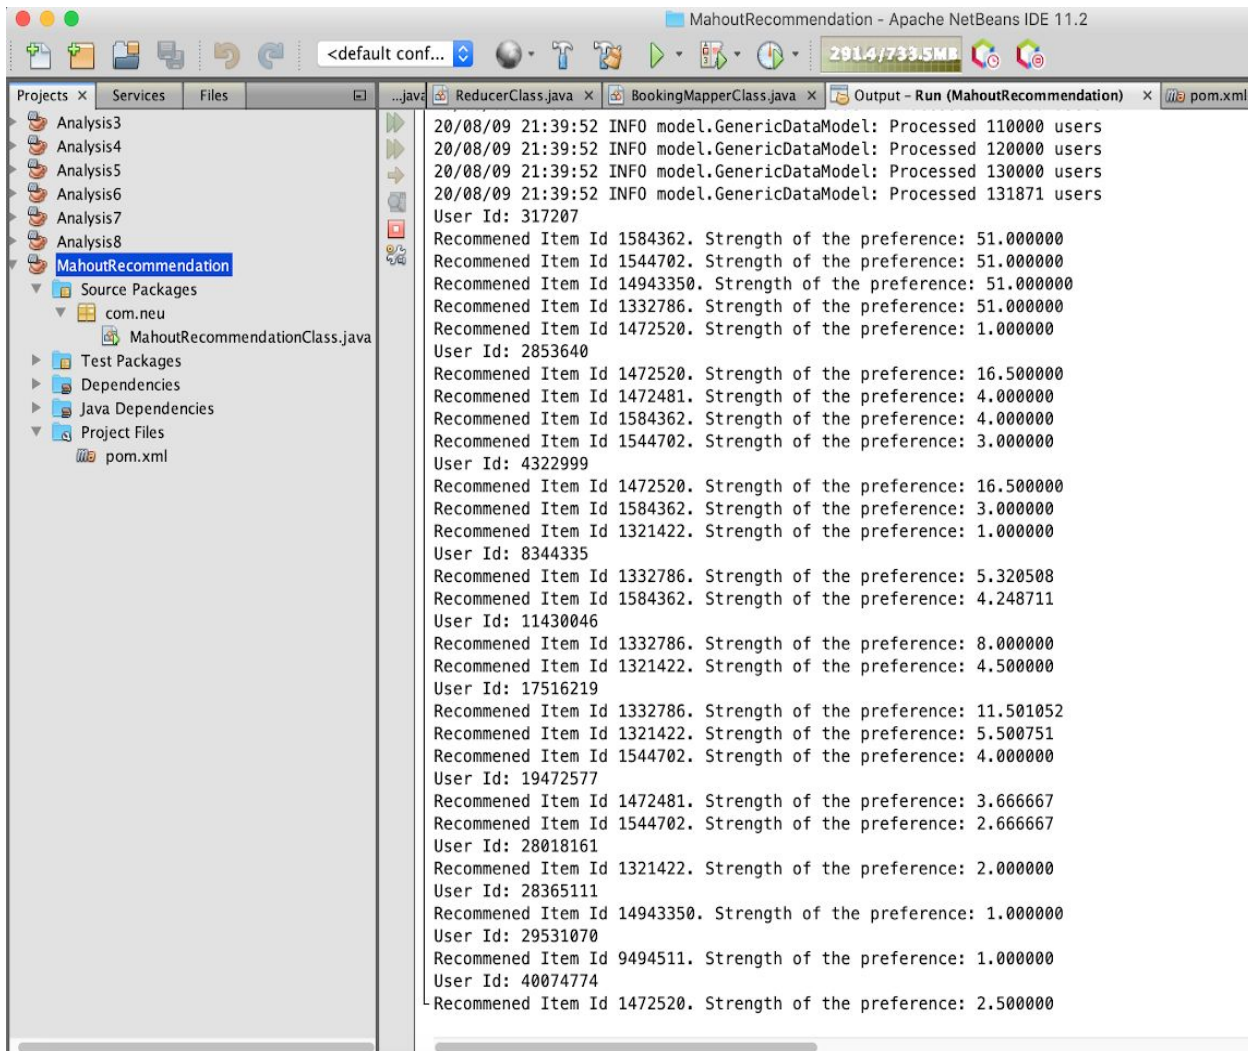 MahoutRecommendation - Apache NetBeans IDE 11.2
<default conf...
291.4/733.5MB
Projects × Services Files
...java ReducerClass.java × BookingMapperClass.java × Output - Run (MahoutRecommendation) × pom.xml
Analysis3
Analysis4
Analysis5
Analysis6
Analysis7
Analysis8
MahoutRecommendation
Source Packages
com.neu
MahoutRecommendationClass.java
Test Packages
Dependencies
Java Dependencies
Project Files
pom.xml
20/08/09 21:39:52 INFO model.GenericDataModel: Processed 110000 users
20/08/09 21:39:52 INFO model.GenericDataModel: Processed 120000 users
20/08/09 21:39:52 INFO model.GenericDataModel: Processed 130000 users
20/08/09 21:39:52 INFO model.GenericDataModel: Processed 131871 users
User Id: 317207
Recommened Item Id 1584362. Strength of the preference: 51.000000
Recommened Item Id 1544702. Strength of the preference: 51.000000
Recommened Item Id 14943350. Strength of the preference: 51.000000
Recommened Item Id 1332786. Strength of the preference: 51.000000
Recommened Item Id 1472520. Strength of the preference: 1.000000
User Id: 2853640
Recommened Item Id 1472520. Strength of the preference: 16.500000
Recommened Item Id 1472481. Strength of the preference: 4.000000
Recommened Item Id 1584362. Strength of the preference: 4.000000
Recommened Item Id 1544702. Strength of the preference: 3.000000
User Id: 4322999
Recommened Item Id 1472520. Strength of the preference: 16.500000
Recommened Item Id 1584362. Strength of the preference: 3.000000
Recommened Item Id 1321422. Strength of the preference: 1.000000
User Id: 8344335
Recommened Item Id 1332786. Strength of the preference: 5.320508
Recommened Item Id 1584362. Strength of the preference: 4.248711
User Id: 11430046
Recommened Item Id 1332786. Strength of the preference: 8.000000
Recommened Item Id 1321422. Strength of the preference: 4.500000
User Id: 17516219
Recommened Item Id 1332786. Strength of the preference: 11.501052
Recommened Item Id 1321422. Strength of the preference: 5.500751
Recommened Item Id 1544702. Strength of the preference: 4.000000
User Id: 19472577
Recommened Item Id 1472481. Strength of the preference: 3.666667
Recommened Item Id 1544702. Strength of the preference: 2.666667
User Id: 28018161
Recommened Item Id 1321422. Strength of the preference: 2.000000
User Id: 28365111
Recommened Item Id 14943350. Strength of the preference: 1.000000
User Id: 29531070
Recommened Item Id 9494511. Strength of the preference: 1.000000
User Id: 40074774
Recommened Item Id 1472520. Strength of the preference: 2.500000